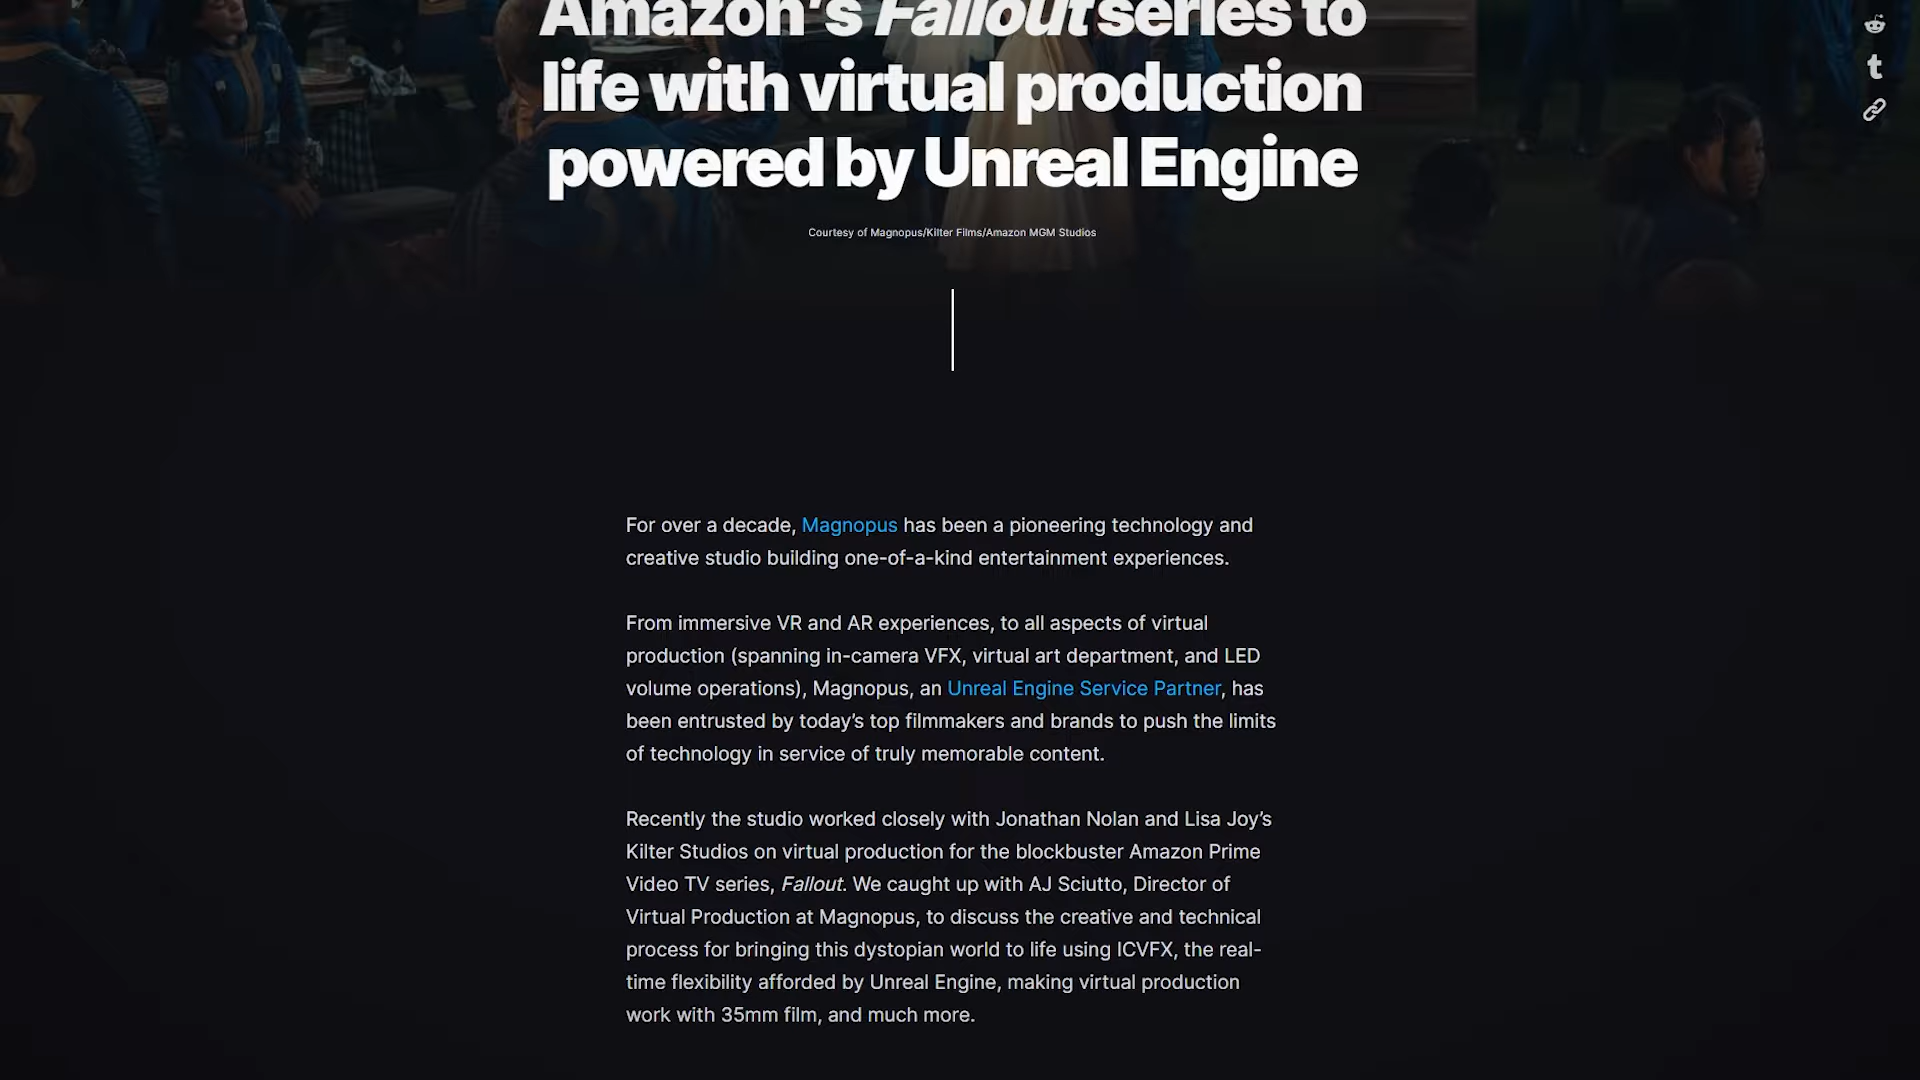 Amazon's Fallout series to
life with virtual production
powered by Unreal Engine
Courtesy of Magnopus/Kilter Films/Amazon MGM Studios
For over a decade, Magnopus has been a pioneering technology and
creative studio building one-of-a-kind entertainment experiences.
From immersive VR and AR experiences, to all aspects of virtual
production (spanning in-camera VFX, virtual art department, and LED
volume operations), Magnopus, an Unreal Engine Service Partner, has
been entrusted by today’s top filmmakers and brands to push the limits
of technology in service of truly memorable content.
Recently the studio worked closely with Jonathan Nolan and Lisa Joy’s
Kilter Studios on virtual production for the blockbuster Amazon Prime
Video TV series, Fallout. We caught up with AJ Sciutto, Director of
Virtual Production at Magnopus, to discuss the creative and technical
process for bringing this dystopian world to life using ICVFX, the real-
time flexibility afforded by Unreal Engine, making virtual production
work with 35mm film, and much more.